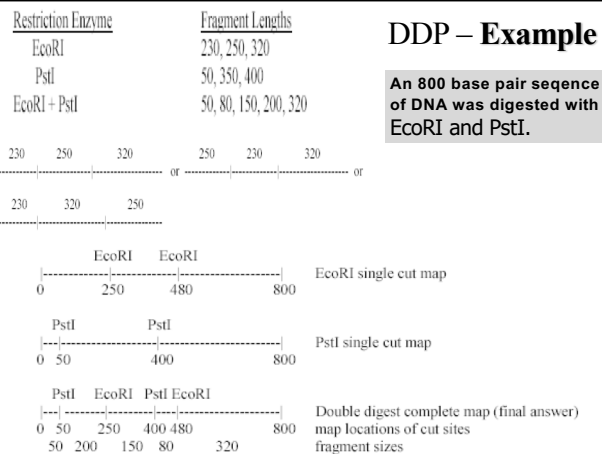 DDP – Example
An 800 base pair seqence
of DNA was digested with
EcoRI and PstI.
Restriction Enzyme Fragment Lengths
EcoRI 230, 250, 320
PstI 50, 350, 400
EcoRI + PstI 50, 80, 150, 200, 320
230 250 320 250 230 320
or or
230 320 250
EcoRI EcoRI
EcoRI single cut map
0 250 480 800
PstI PstI
PstI single cut map
0 50 400 800
PstI EcoRI PstI EcoRI
Double digest complete map (final answer)
0 50 250 400 480 800 map locations of cut sites
50 200 150 80 320 fragment sizes